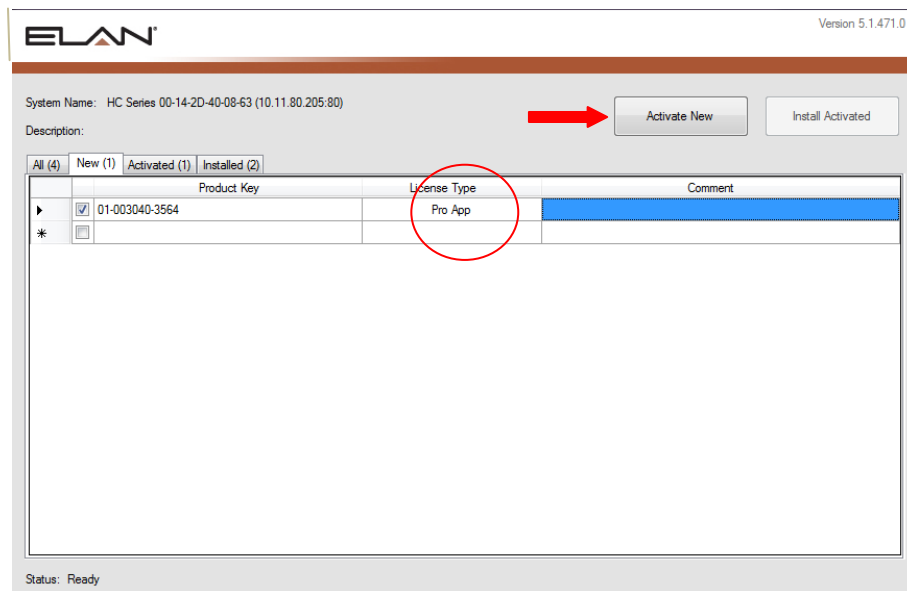 ELAN®
Version 5.1.471.0
System Name: HC Series 00-14-2D-40-08-63 (10.11.80.205:80)
Description:
Activate New
Install Activated
All (4) New (1) Activated (1) Installed (2)
Product Key License Type Comment
01-003040-3564 Pro App
Status: Ready